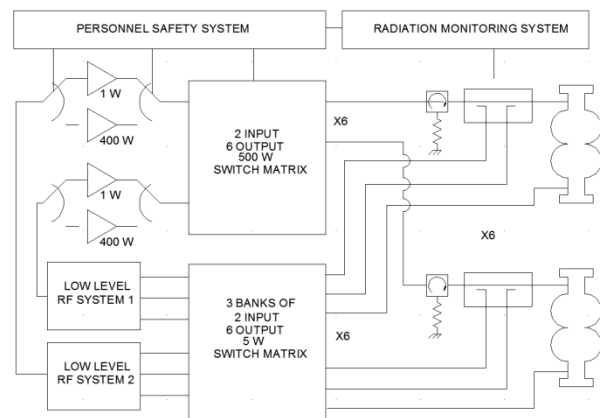 PERSONNEL SAFETY SYSTEM
RADIATION MONITORING SYSTEM
1 W
400 W
2 INPUT
6 OUTPUT
500 W
SWITCH MATRIX
X6
1 W
400 W
X6
LOW LEVEL
RF SYSTEM 1
3 BANKS OF
2 INPUT
6 OUTPUT
5 W
SWITCH MATRIX
X6
LOW LEVEL
RF SYSTEM 2